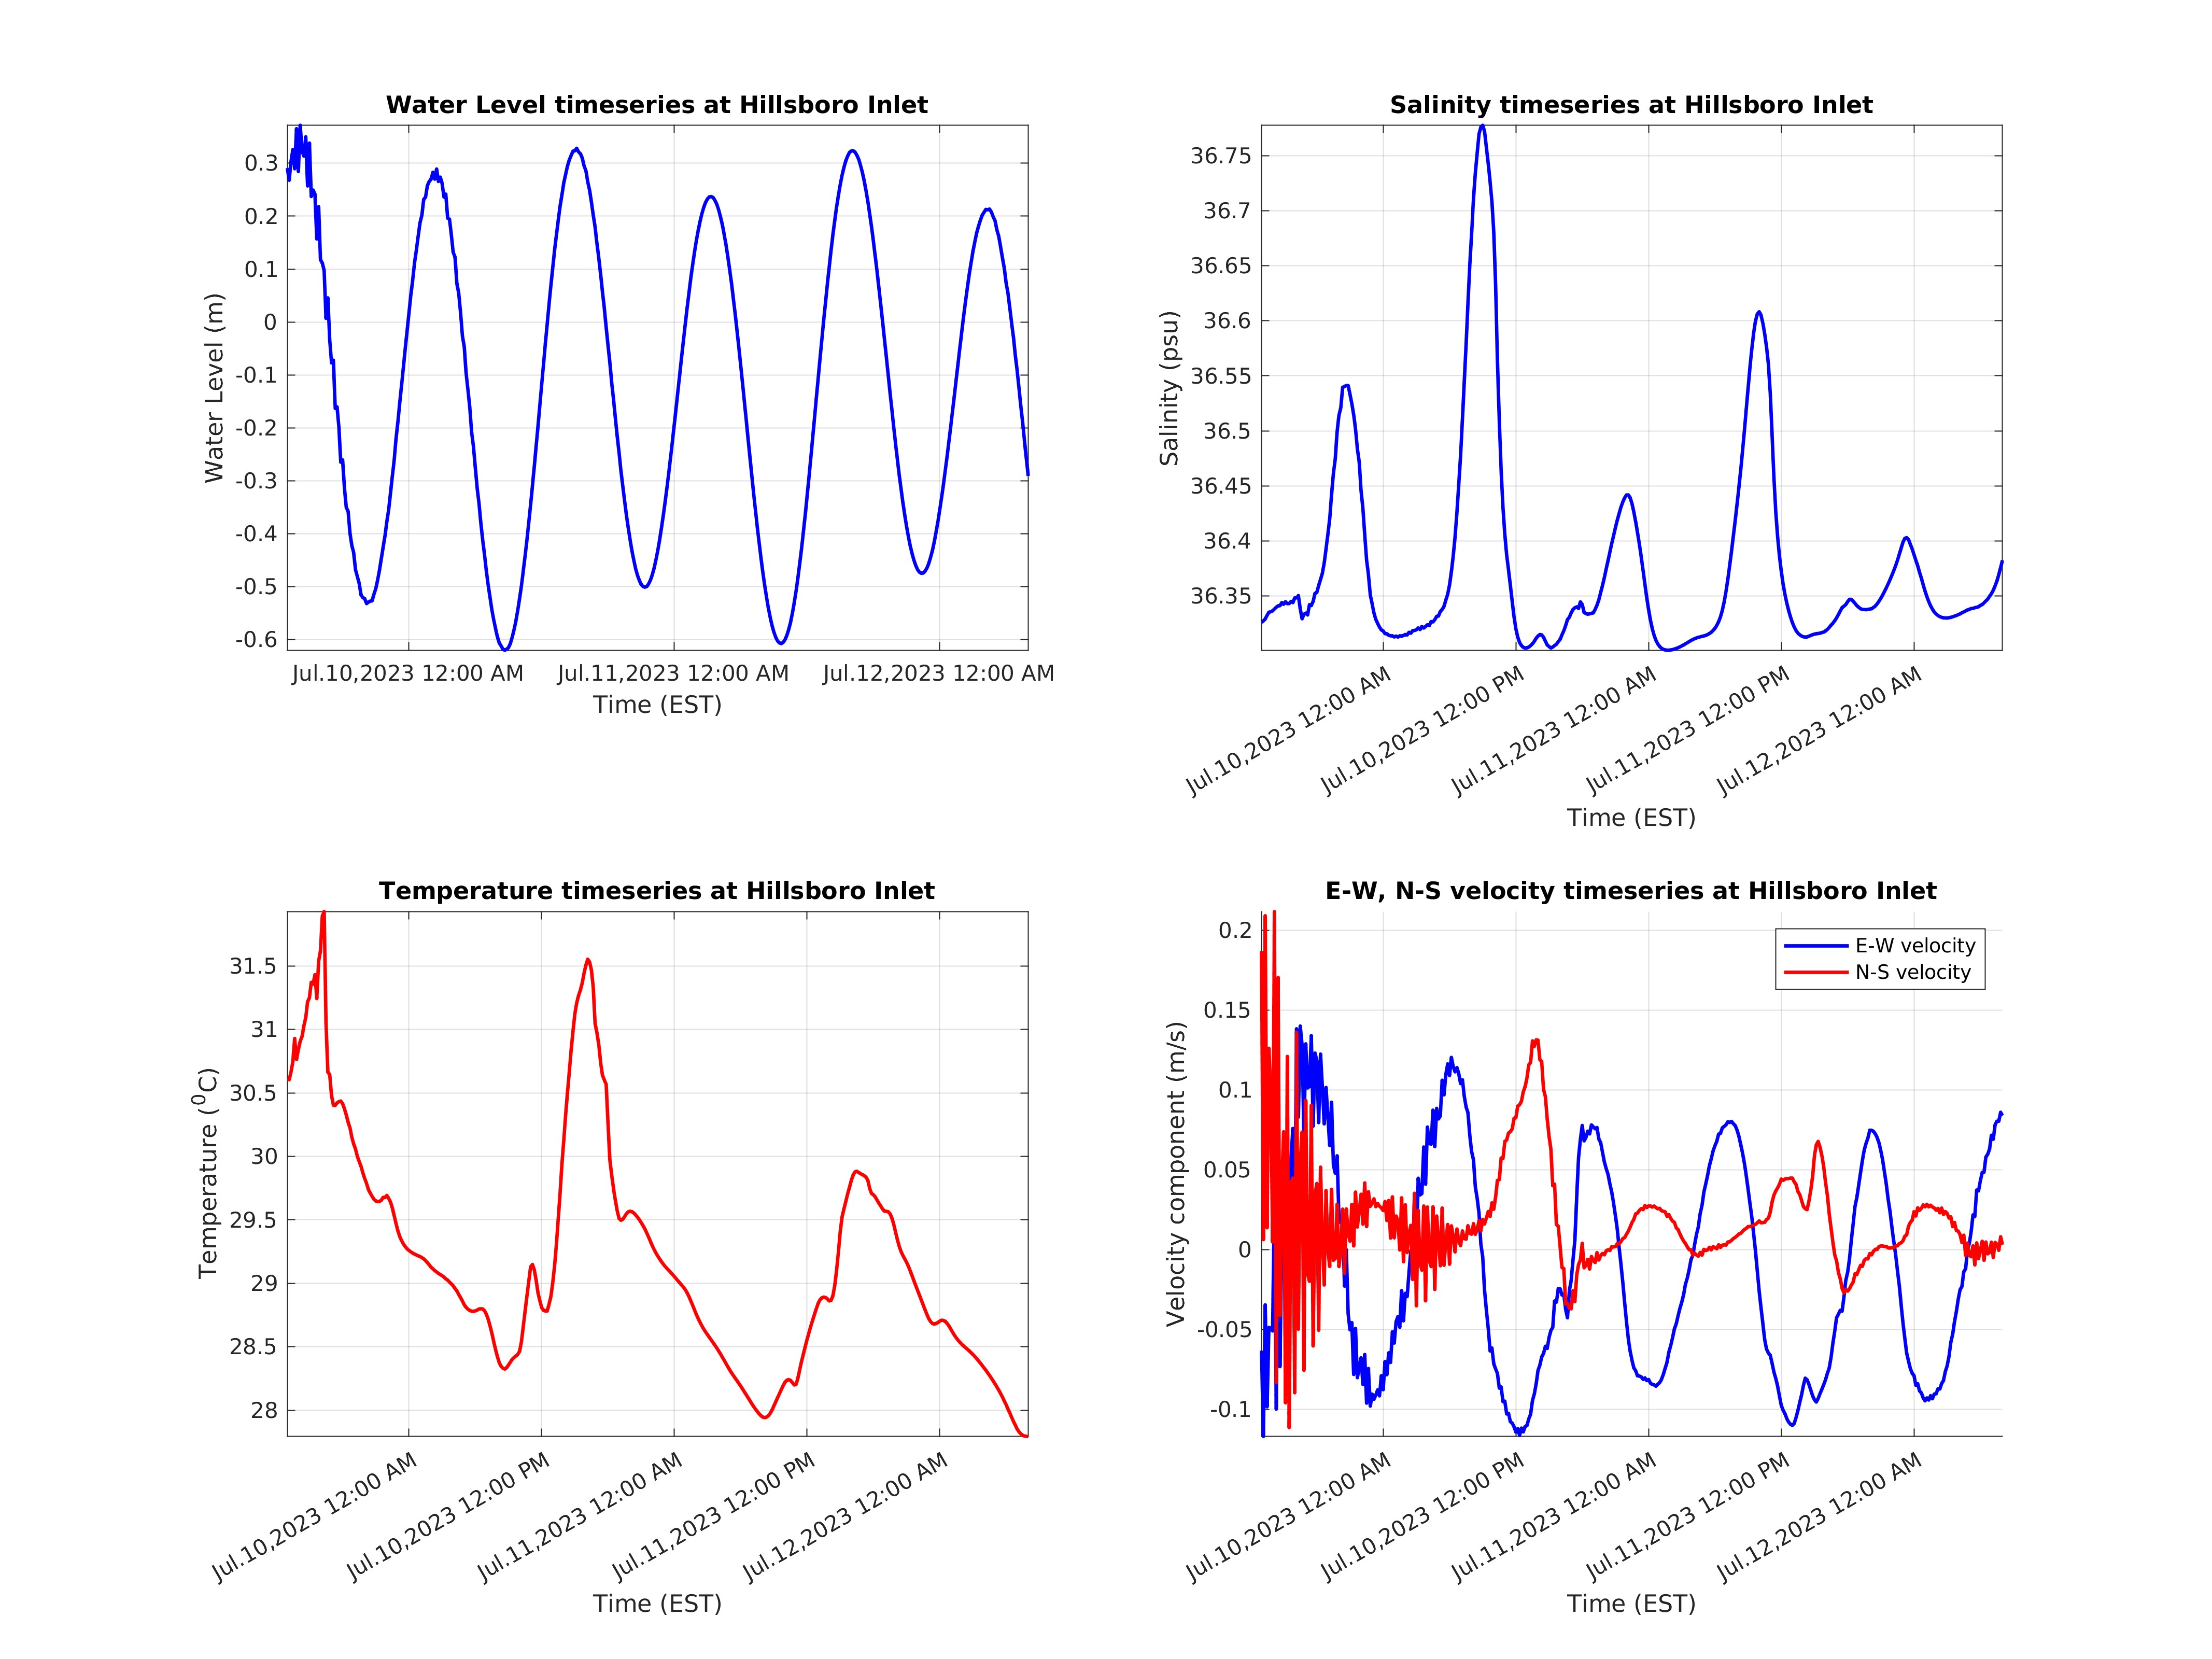 Water Level timeseries at Hillsboro Inlet
Water Level (m)
0.3
0.2
0.1
0
-0.1
-0.2
-0.3
-0.4
-0.5
-0.6
Jul.10,2023 12:00 AM
Jul.11,2023 12:00 AM
Jul.12,2023 12:00 AM
Time (EST)
Salinity timeseries at Hillsboro Inlet
Salinity (psu)
36.75
36.7
36.65
36.6
36.55
36.5
36.45
36.4
36.35
Jul.10,2023 12:00 AM
Jul.10,2023 12:00 PM
Jul.11,2023 12:00 AM
Jul.11,2023 12:00 PM
Jul.12,2023 12:00 AM
Time (EST)
Temperature timeseries at Hillsboro Inlet
Temperature (⁰C)
31.5
31
30.5
30
29.5
29
28.5
28
Jul.10,2023 12:00 AM
Jul.10,2023 12:00 PM
Jul.11,2023 12:00 AM
Jul.11,2023 12:00 PM
Jul.12,2023 12:00 AM
Time (EST)
E-W, N-S velocity timeseries at Hillsboro Inlet
Velocity component (m/s)
0.2
0.15
0.1
0.05
0
-0.05
-0.1
E-W velocity
N-S velocity
Jul.10,2023 12:00 AM
Jul.10,2023 12:00 PM
Jul.11,2023 12:00 AM
Jul.11,2023 12:00 PM
Jul.12,2023 12:00 AM
Time (EST)